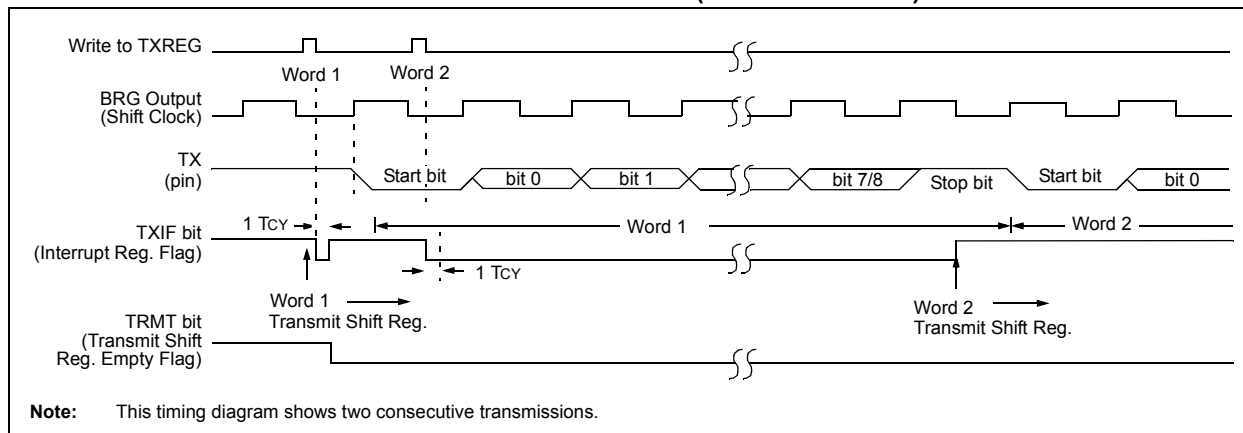 Write to TXREG
Word 1
Word 2
BRG Output
(Shift Clock)
TX
(pin)
Start bit
bit 0
bit 1
bit 7/8
Stop bit
Start bit
bit 0
1 TCY
TXIF bit
(Interrupt Reg. Flag)
Word 1
Word 2
1 TCY
Word 1
Transmit Shift Reg.
Word 2
Transmit Shift Reg.
TRMT bit
(Transmit Shift
Reg. Empty Flag)
Note: This timing diagram shows two consecutive transmissions.